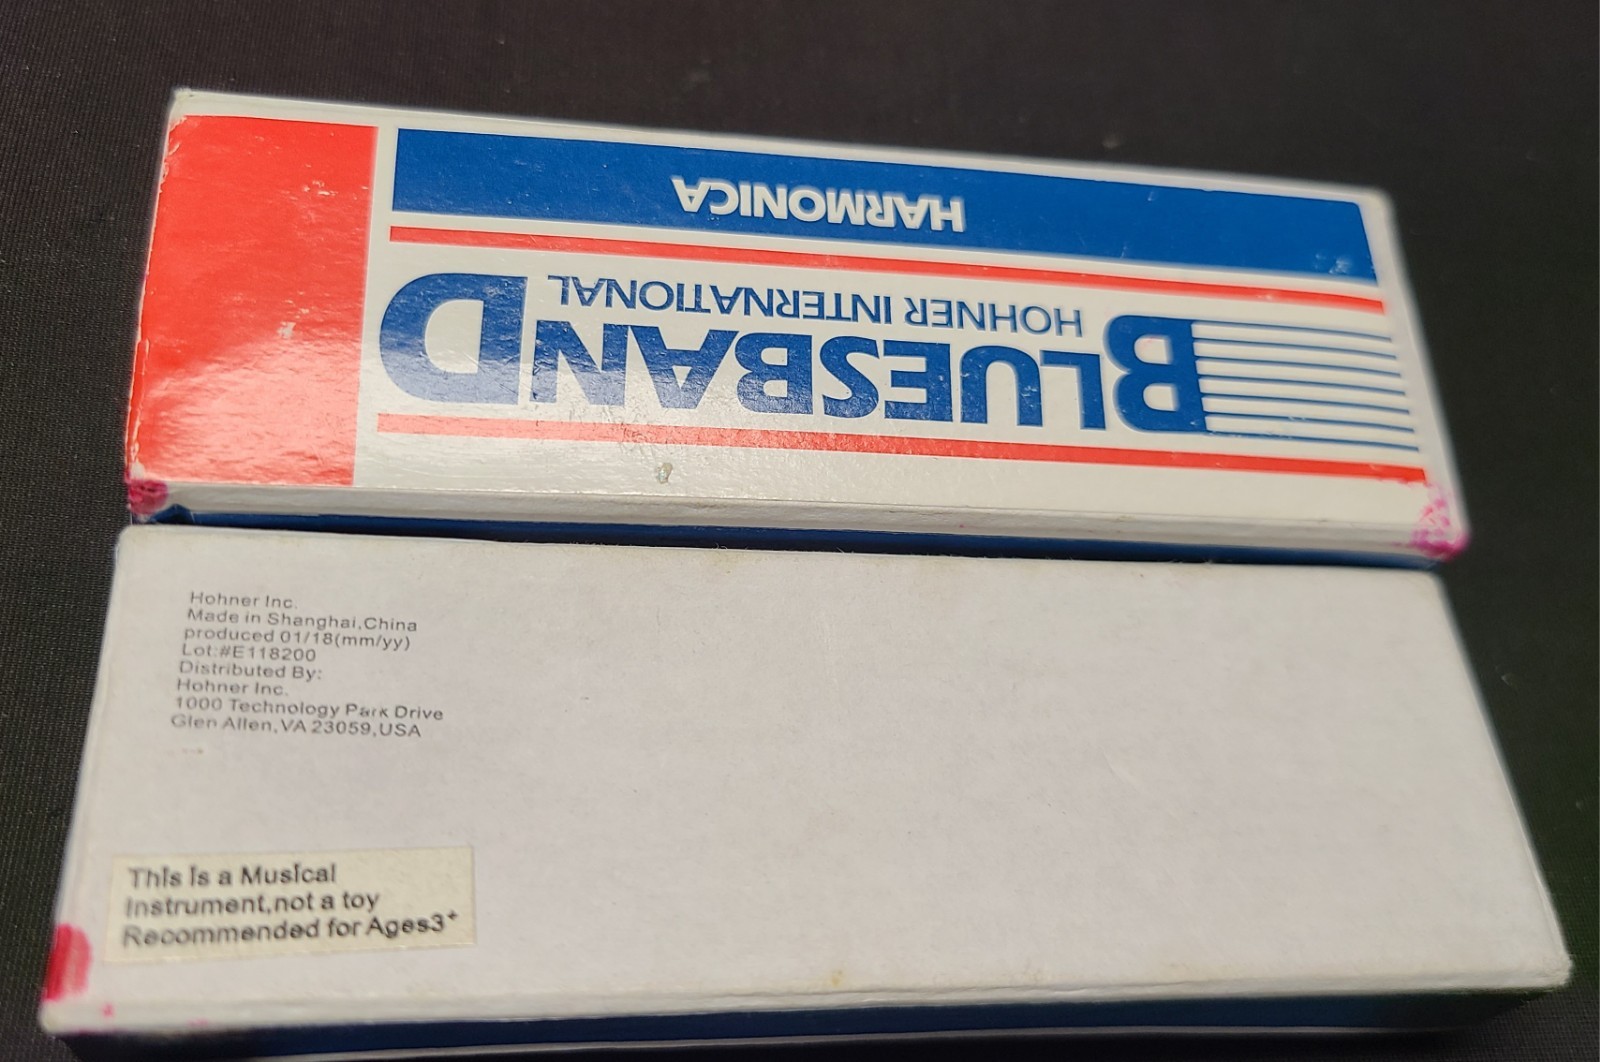 HARMONICA
HOHNER INTERNATIONAL
BLUESBAND
Hohner Inc.
Made in Shanghai,China
produced 01/18(mm/yy)
Lot:#E118200
Distributed By:
Hohner Inc.
1000 Technology Park Drive
Glen Allen,VA 23059,USA
This is a Musical
Instrument,not a toy
Recommended for Ages3+